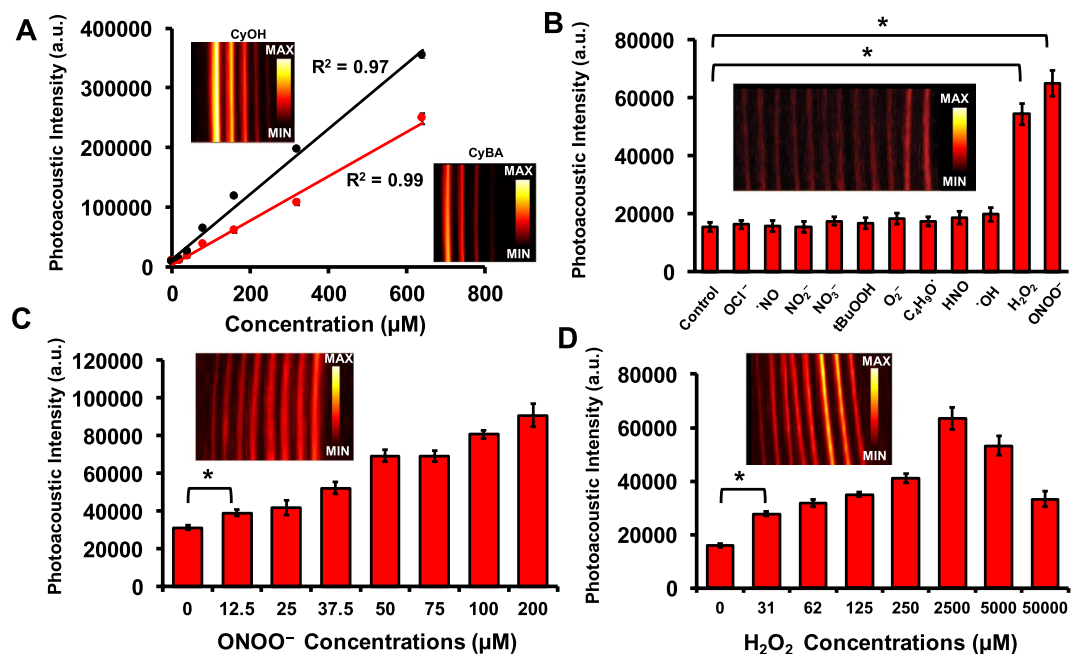 A
Photoacoustic Intensity (a.u.)
400000
300000
200000
100000
0
CyOH
MAX
MIN
R² = 0.97
R² = 0.99
CyBA
MAX
MIN
0 200 400 600 800
Concentration (µM)
B
Photoacoustic Intensity (a.u.)
80000
60000
40000
20000
0
*
*
MAX
MIN
Control OCl⁻ ˙NO NO₂⁻ NO₃⁻ tBuOOH O₂⁻ C₄H₉O˙ HNO ˙OH H₂O₂ ONOO⁻
C
Photoacoustic Intensity (a.u.)
120000
100000
80000
60000
40000
20000
0
MAX
MIN
*
0 12.5 25 37.5 50 75 100 200
ONOO⁻ Concentrations (µM)
D
Photoacoustic Intensity (a.u.)
80000
60000
40000
20000
0
MAX
MIN
*
0 31 62 125 250 2500 5000 50000
H₂O₂ Concentrations (µM)